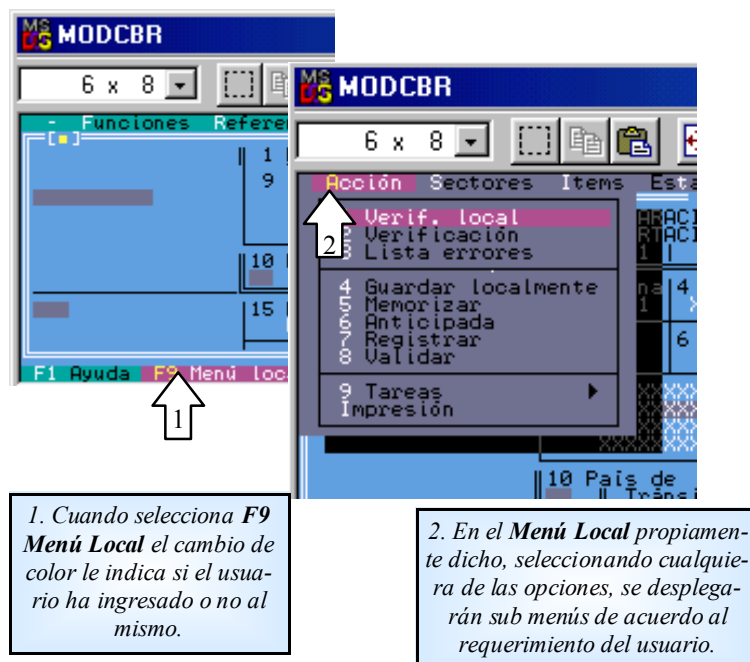 MODCBR
6 x 8
- Funciones Refere
1
9
10
15
F1 Ayuda F9 Menú loc
1
MODCBR
6 x 8
Acción Sectores Items Esta
Verif. local
2 Verificación
3 Lista errores
4 Guardar localmente
5 Memorizar
6 Anticipada
7 Registrar
8 Validar
9 Tareas
Impresión
2
4
6
10 País de
1. Cuando selecciona F9
Menú Local el cambio de
color le indica si el usua-
rio ha ingresado o no al
mismo.
2. En el Menú Local propiamen-
te dicho, seleccionando cualquie-
ra de las opciones, se desplega-
rán sub menús de acuerdo al
requerimiento del usuario.